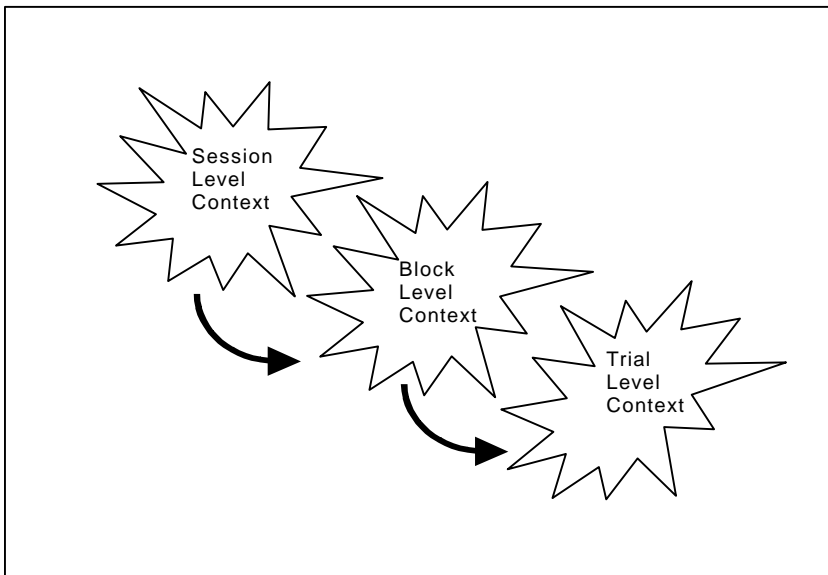 Session
Level
Context
Block
Level
Context
Trial
Level
Context